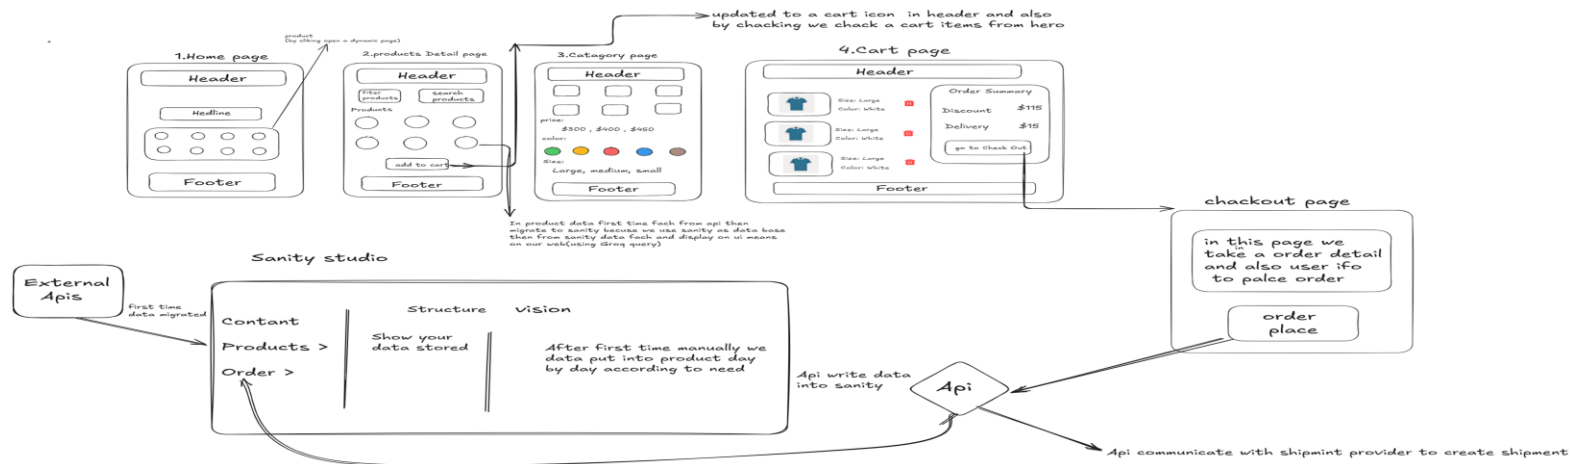 updated to a cart icon in header and also
by chacking we chack a cart items from hero
product
(by cliking open a dynamic page)
1.Home page
Header
Hedline
Footer
2.products Detail page
Header
filter
products
search
products
Products
add to cart
Footer
3.Catagory page
Header
price:
$300 , $400 , $450
color:
Size:
Large, medium, small
Footer
4.Cart page
Header
Size: Large
Color: White
Size: Large
Color: White
Size: Large
Color: White
Order Summary
Discount $115
Delivery $15
go to Check Out
Footer
In product data first time fach from api then
migrate to sanity becuse we use sanity as data base
then from sanity data fach and display on ui means
on our web(using Groq query)
chackout page
in this page we
in
take a order detail
and also user ifo
to palce order
order
place
Sanity studio
External
Apis
first time
data migrated
Contant
Products >
Order >
Structure
Show your
data stored
vision
After first time manually we
data put into product day
by day according to need
Api write data
into sanity
Api
Api communicate with shipmint provider to create shipment